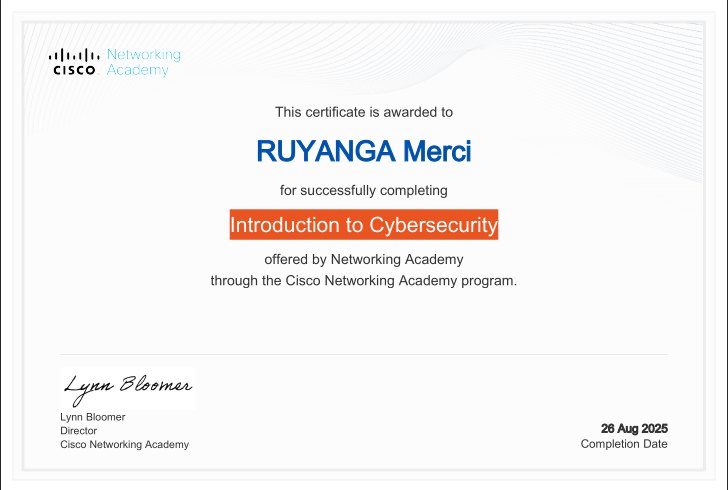 Networking
CISCO Academy
This certificate is awarded to
RUYANGA Merci
for successfully completing
Introduction to Cybersecurity
offered by Networking Academy
through the Cisco Networking Academy program.
Lynn Bloomer
Lynn Bloomer
Director
Cisco Networking Academy
26 Aug 2025
Completion Date